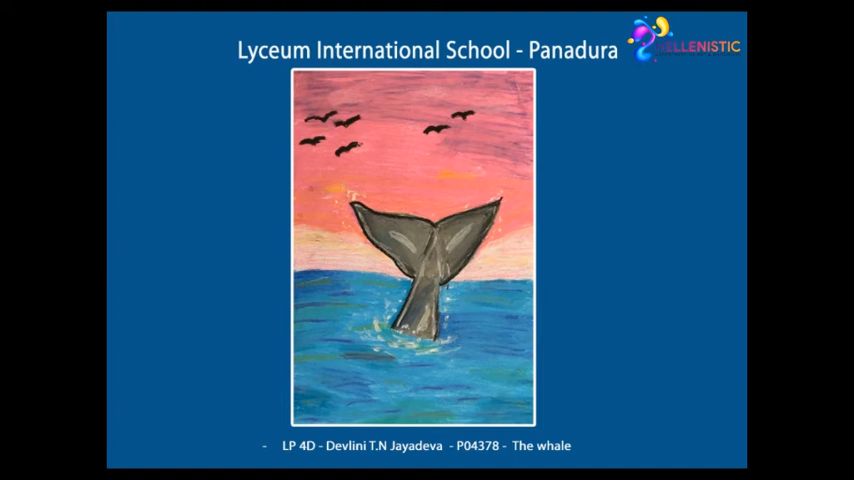 Lyceum International School - Panadura
HELLENISTIC
- LP 4D - Devlini T.N Jayadeva - P04378 - The whale